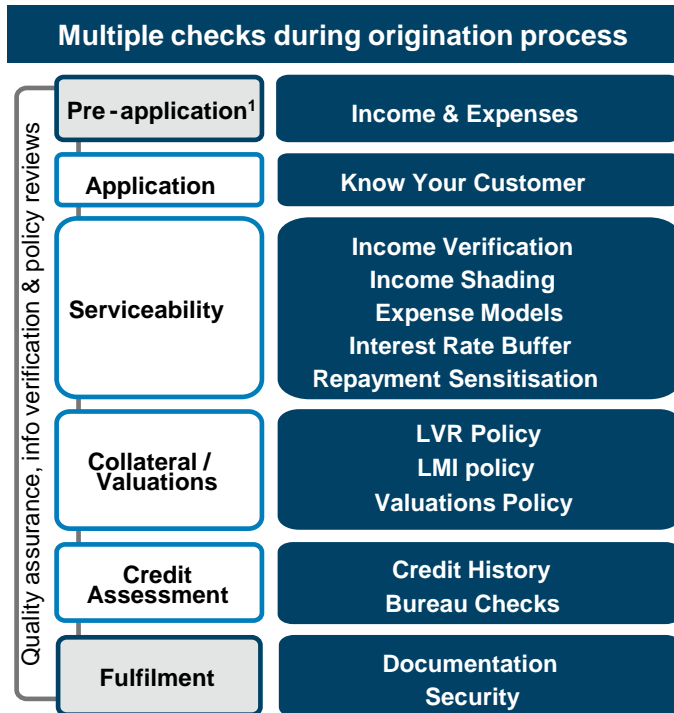 Multiple checks during origination process
Quality assurance, info verification & policy reviews
Pre - application¹
Income & Expenses
Application
Know Your Customer
Serviceability
Income Verification
Income Shading
Expense Models
Interest Rate Buffer
Repayment Sensitisation
Collateral /
Valuations
LVR Policy
LMI policy
Valuations Policy
Credit
Assessment
Credit History
Bureau Checks
Fulfilment
Documentation
Security